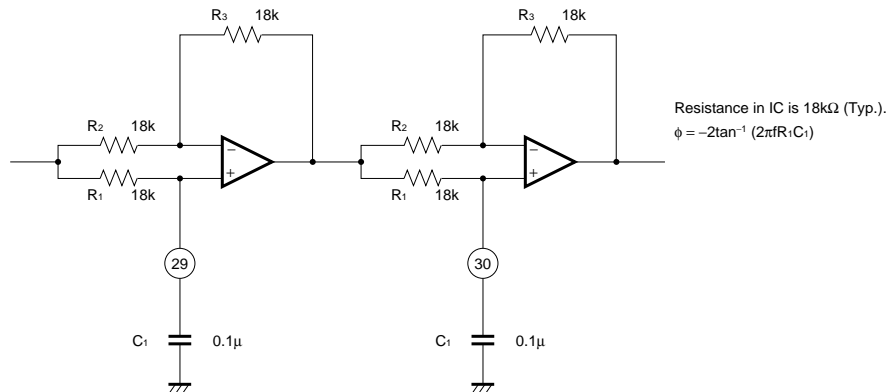 R3 18k
R3 18k
Resistance in IC is 18kΩ (Typ.).
R2 18k
R2 18k
ϕ = −2tan−1 (2πfR1C1)
−
−
+
+
R1 18k
R1 18k
29
30
C1 0.1μ
C1 0.1μ